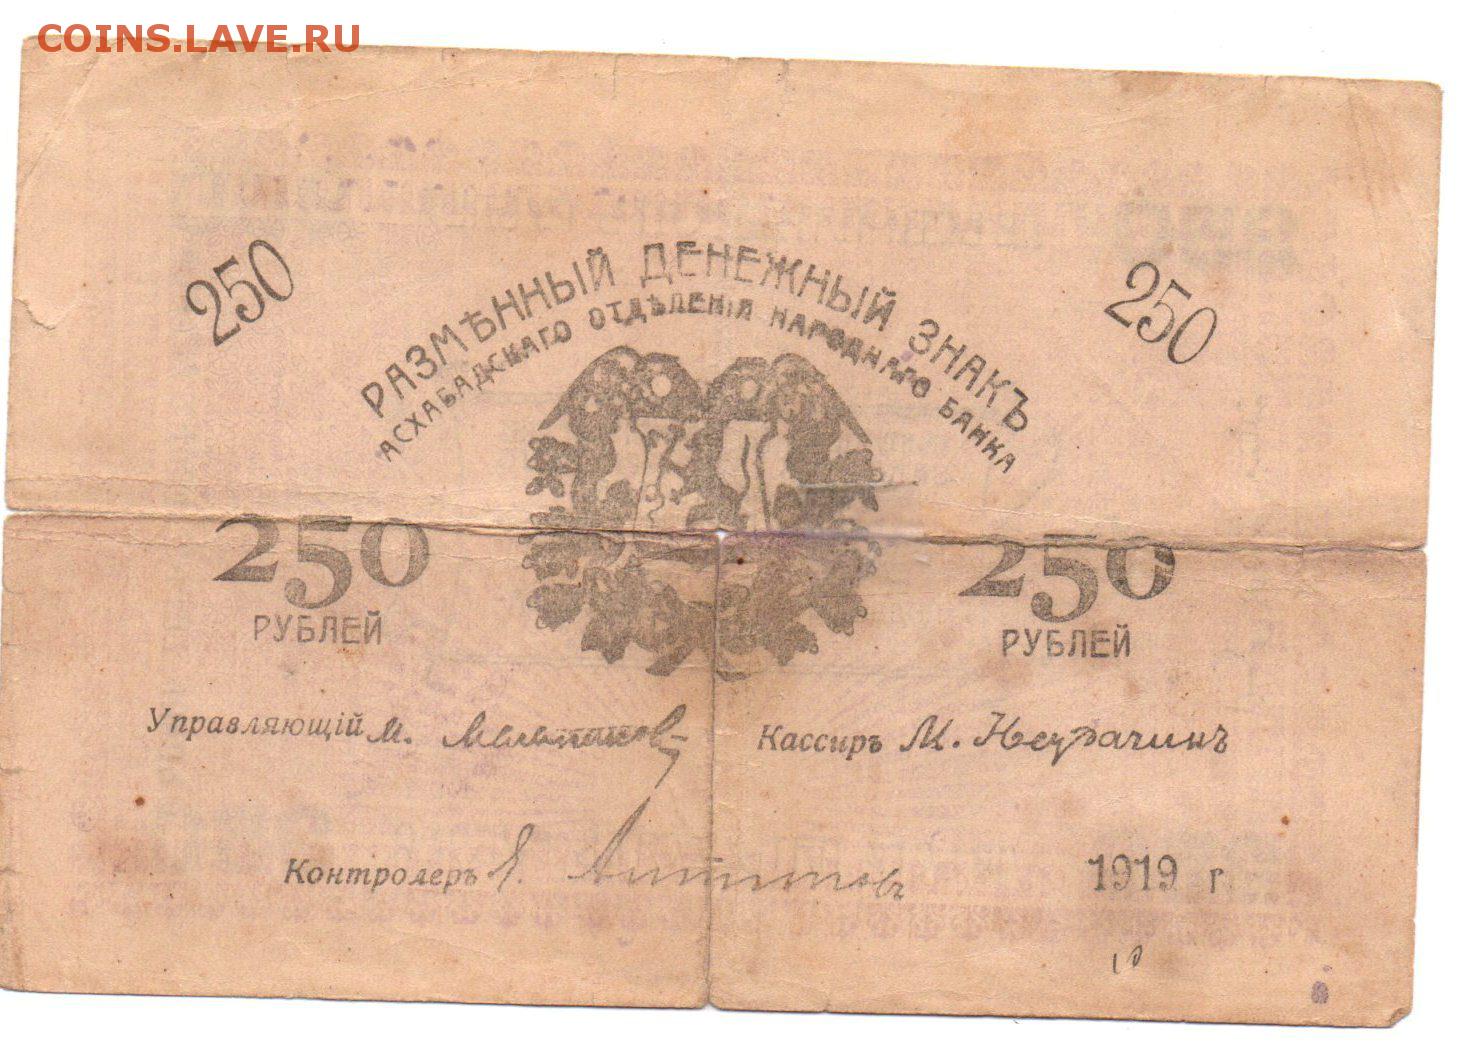 COINS.LAVE.RU
РАЗМѢННЫЙ ДЕНЕЖНЫЙ ЗНАКЪ
АСХАБАДСКАГО ОТДѢЛЕНІЯ НАРОДНАГО БАНКА
250 250
250 250
РУБЛЕЙ РУБЛЕЙ
Управляющій М. Кассиръ М.
Контролеръ Я.
1919 г